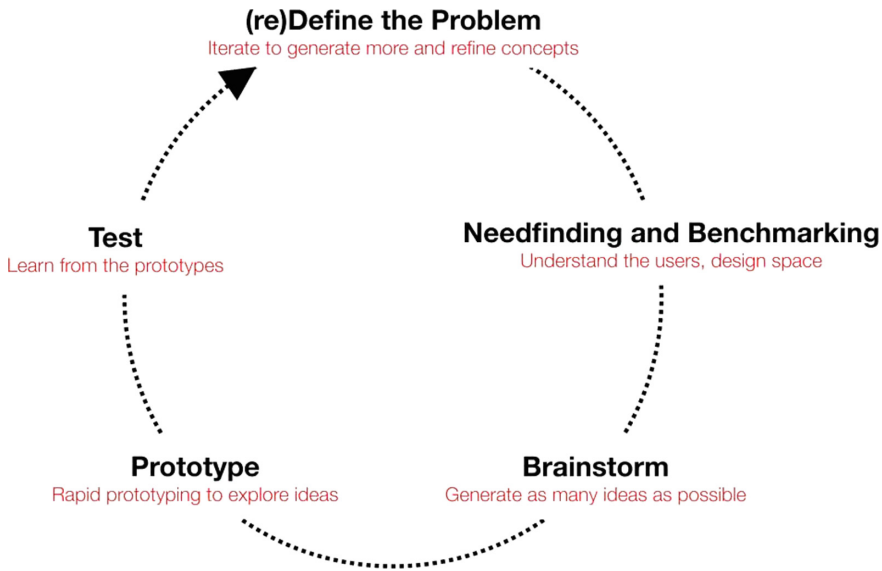 (re)Define the Problem
Iterate to generate more and refine concepts
Needfinding and Benchmarking
Understand the users, design space
Brainstorm
Generate as many ideas as possible
Prototype
Rapid prototyping to explore ideas
Test
Learn from the prototypes